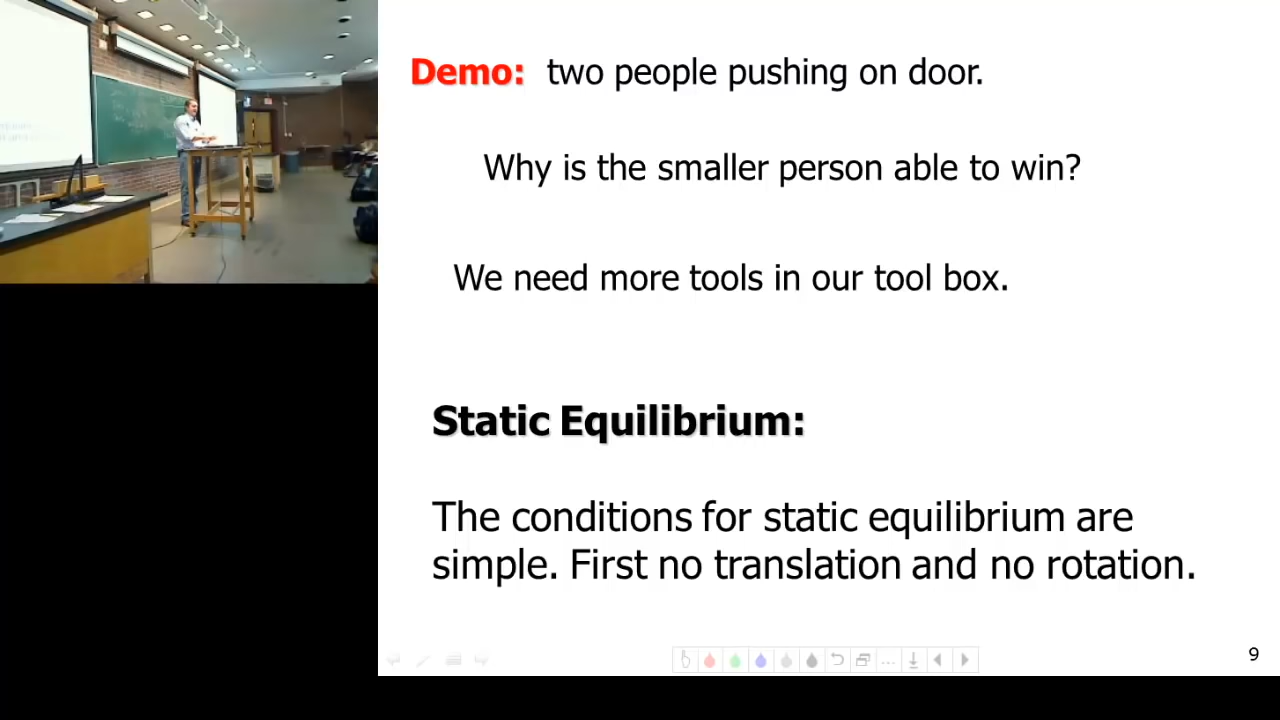 Demo: two people pushing on door.
Why is the smaller person able to win?
We need more tools in our tool box.
Static Equilibrium:
The conditions for static equilibrium are
simple. First no translation and no rotation.
9